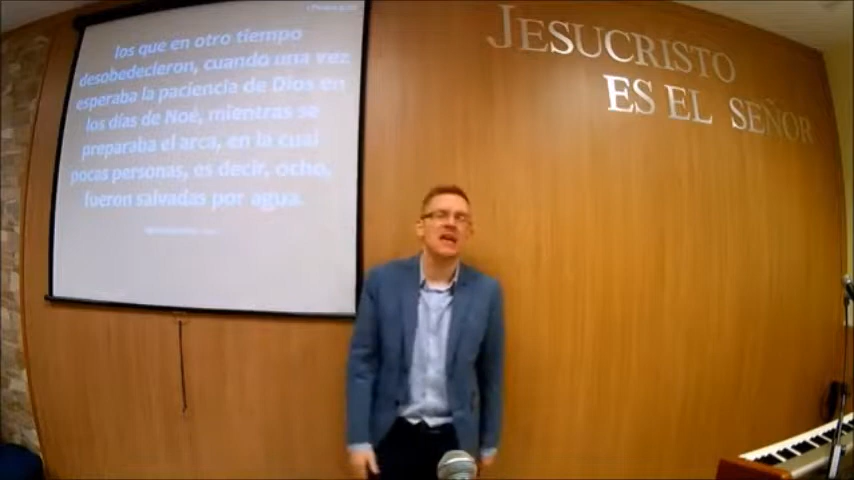 los que en otro tiempo
desobedecieron, cuando una vez
esperaba la paciencia de Dios en
los días de Noé, mientras se
preparaba el arca, en la cual
pocas personas, es decir, ocho,
fueron salvadas por agua.
JESUCRISTO
ES EL SEÑOR